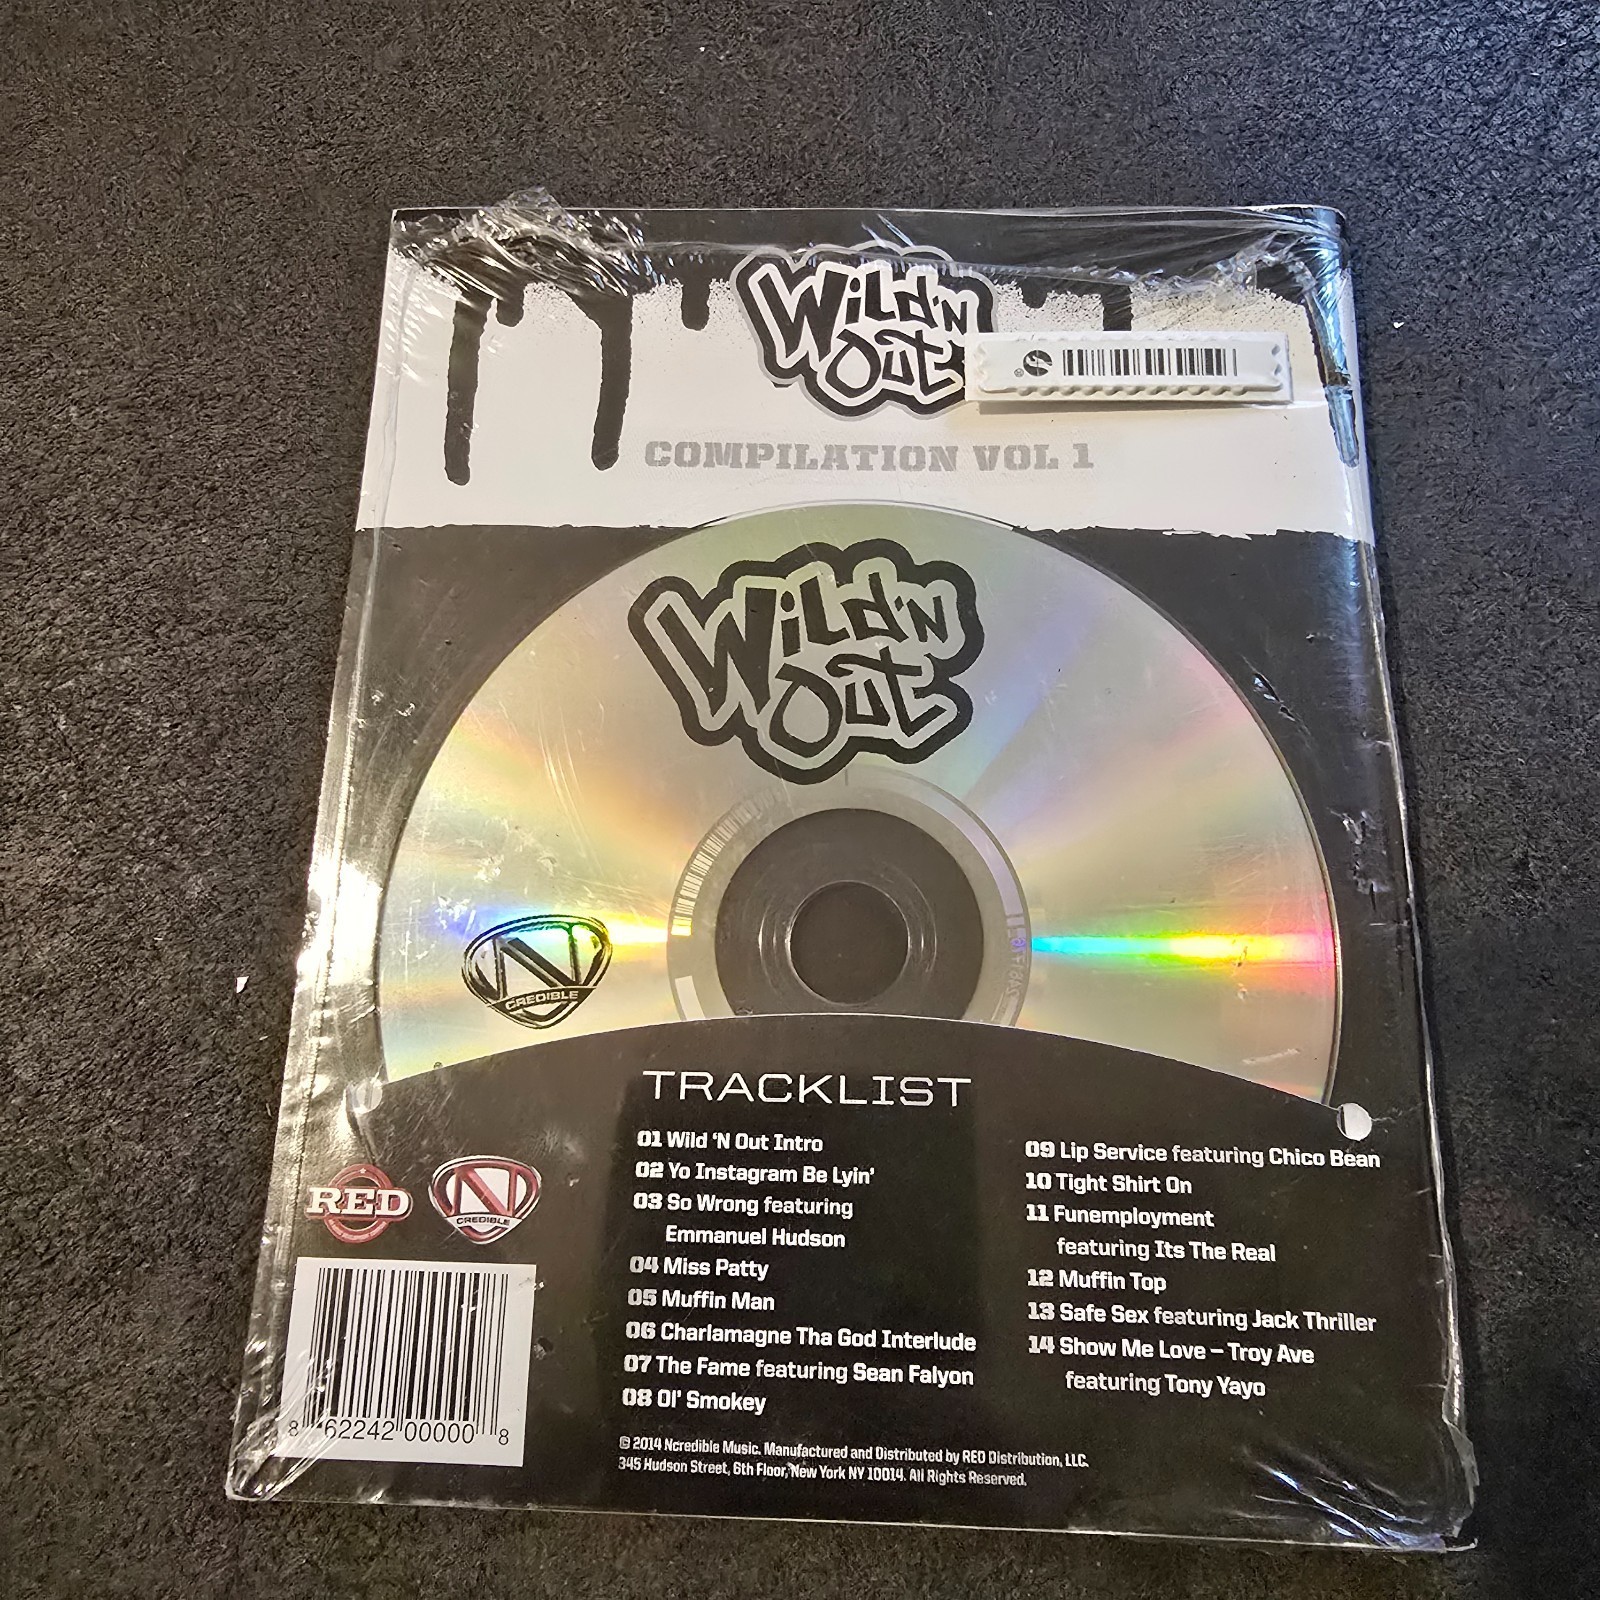 Wild'N
Out
COMPILATION VOL 1
Wild'N
Out
N
CREDIBLE
TRACKLIST
01 Wild ‘N Out Intro
02 Yo Instagram Be Lyin’
03 So Wrong featuring
Emmanuel Hudson
04 Miss Patty
05 Muffin Man
06 Charlamagne Tha God Interlude
07 The Fame featuring Sean Falyon
08 Ol’ Smokey
09 Lip Service featuring Chico Bean
10 Tight Shirt On
11 Funemployment
featuring Its The Real
12 Muffin Top
13 Safe Sex featuring Jack Thriller
14 Show Me Love – Troy Ave
featuring Tony Yayo
RED
N
CREDIBLE
8 62242 00000 8
© 2014 Ncredible Music. Manufactured and Distributed by RED Distribution, LLC.
345 Hudson Street, 6th Floor, New York NY 10014. All Rights Reserved.